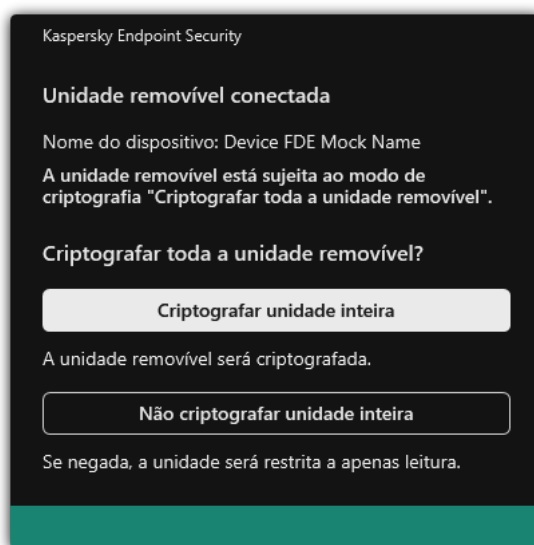 Kaspersky Endpoint Security
Unidade removível conectada
Nome do dispositivo: Device FDE Mock Name
A unidade removível está sujeita ao modo de
criptografia "Criptografar toda a unidade removível".
Criptografar toda a unidade removível?
Criptografar unidade inteira
A unidade removível será criptografada.
Não criptografar unidade inteira
Se negada, a unidade será restrita a apenas leitura.